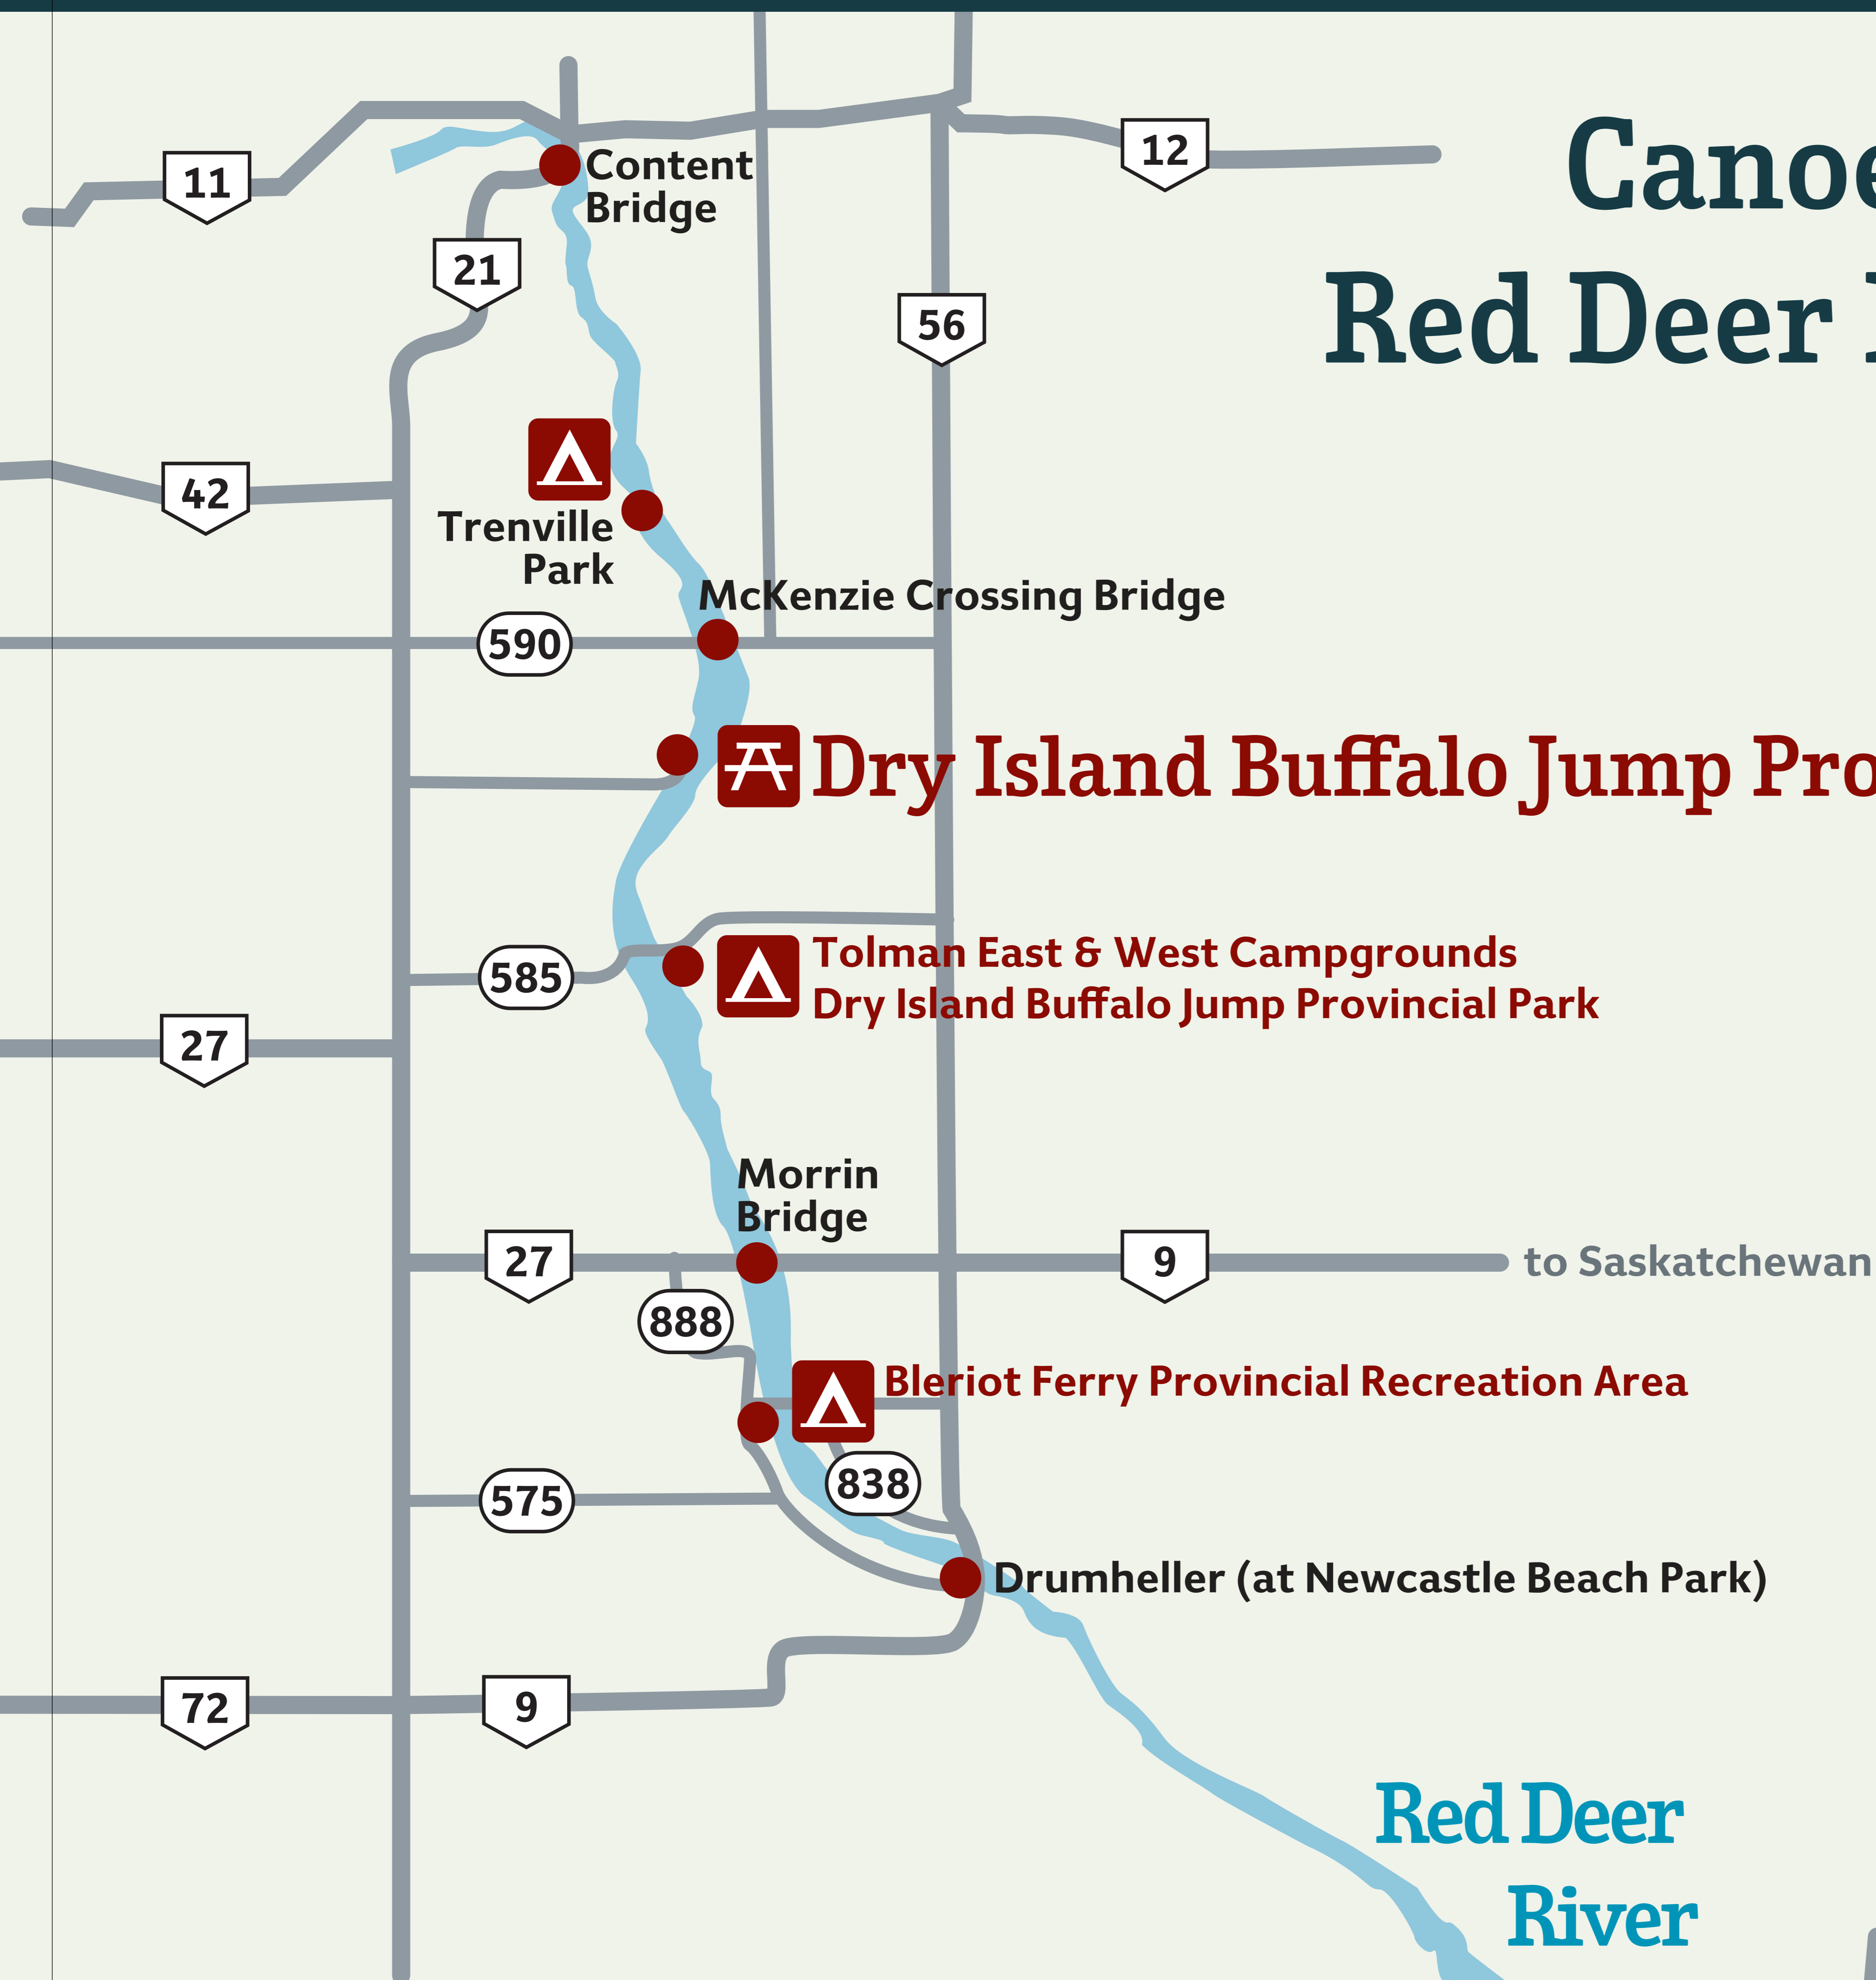 Canoe
Red Deer
11
12
Content
Bridge
21
56
42
Trenville
Park
McKenzie Crossing Bridge
590
Dry Island Buffalo Jump Pro
585
Tolman East & West Campgrounds
Dry Island Buffalo Jump Provincial Park
27
Morrin
Bridge
27
9
to Saskatchewan
888
Bleriot Ferry Provincial Recreation Area
838
575
Drumheller (at Newcastle Beach Park)
72
9
Red Deer
River